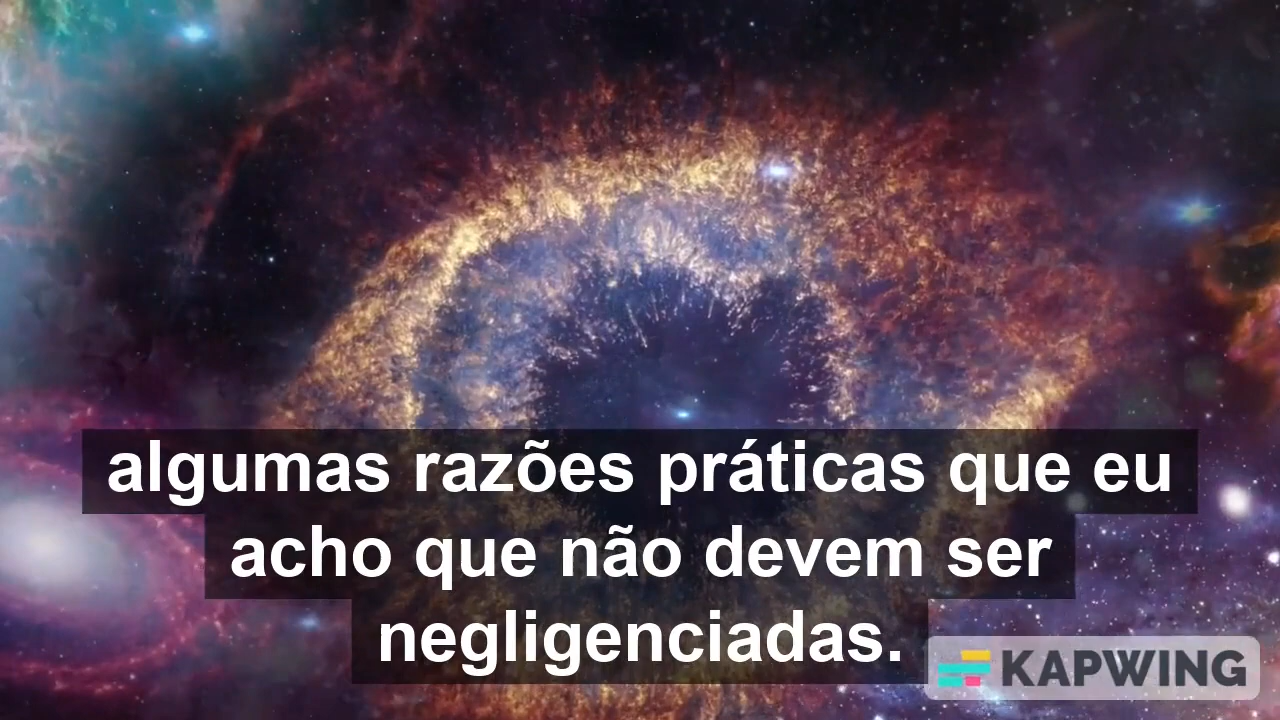 algumas razões práticas que eu
acho que não devem ser
negligenciadas.
KAPWING